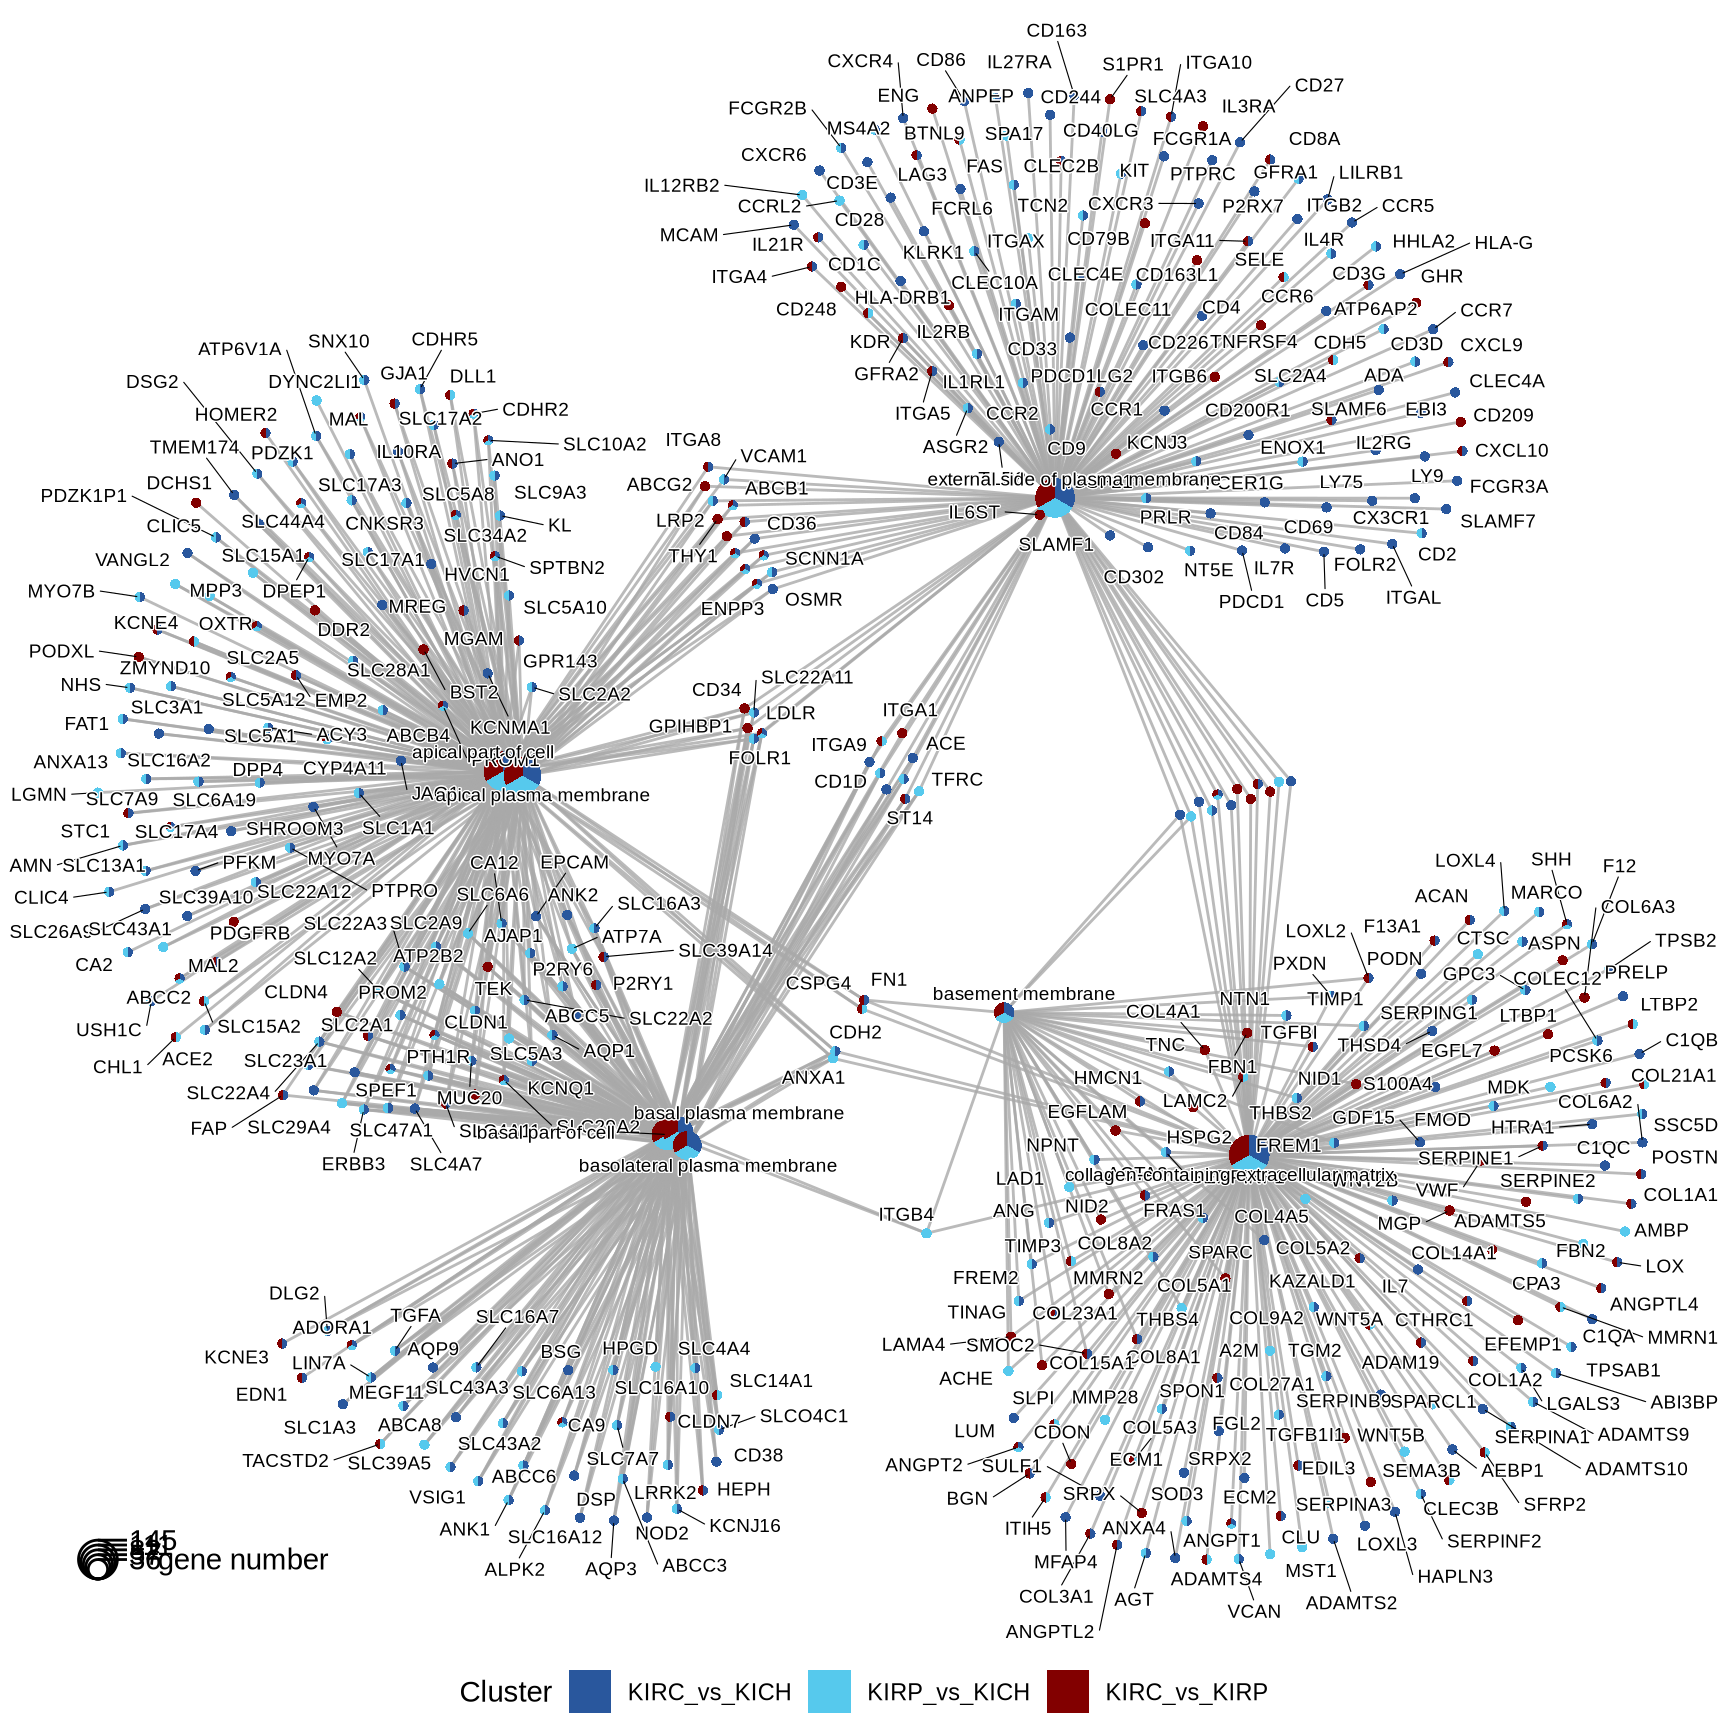 CD163
CXCR4
CD86
IL27RA
S1PR1
ITGA10
CD27
ENG
ANPEP
CD244
SLC4A3
IL3RA
FCGR2B
MS4A2
BTNL9
SPA17
CD40LG
FCGR1A
CD8A
CXCR6
LAG3
FAS
CLEC2B
KIT
PTPRC
GFRA1
LILRB1
IL12RB2
CD3E
CCRL2
CD28
FCRL6
TCN2
CXCR3
P2RX7
ITGB2
CCR5
MCAM
IL21R
KLRK1
ITGAX
CD79B
ITGA11
IL4R
HHLA2
HLA-G
ITGA4
CD1C
CLEC10A
CLEC4E
CD163L1
SELE
CD3G
GHR
CD248
HLA-DRB1
ITGAM
COLEC11
CD4
CCR6
ATP6AP2
CCR7
KDR
IL2RB
CD33
CD226
TNFRSF4
CDH5
CD3D
CXCL9
GFRA2
IL1RL1
PDCD1LG2
ITGB6
SLC2A4
ADA
CLEC4A
ITGA5
CCR2
CCR1
CD200R1
SLAMF6
EBI3
CD209
ASGR2
CD9
KCNJ3
ENOX1
IL2RG
CXCL10
external side of plasma membrane
LY75
LY9
FCGR3A
IL6ST
PRLR
CD84
CD69
CX3CR1
SLAMF7
SLAMF1
CD302
NT5E
IL7R
FOLR2
CD2
PDCD1
CD5
ITGAL
SNX10
CDHR5
ATP6V1A
DSG2
DYNC2LI1
GJA1
DLL1
HOMER2
MAL
SLC17A2
CDHR2
TMEM174
PDZK1
IL10RA
ANO1
SLC10A2
DCHS1
SLC17A3
SLC5A8
SLC9A3
PDZK1P1
CLIC5
SLC44A4
CNKSR3
SLC34A2
KL
VANGL2
SLC15A1
SLC17A1
HVCN1
SPTBN2
MYO7B
MPP3
DPEP1
MREG
SLC5A10
KCNE4
OXTR
DDR2
MGAM
PODXL
ZMYND10
SLC2A5
SLC28A1
GPR143
NHS
SLC3A1
SLC5A12
EMP2
BST2
SLC2A2
FAT1
SLC5A1
ACY3
ABCB4
KCNMA1
ANXA13
SLC16A2
DPP4
CYP4A11
apical part of cell
apical plasma membrane
LGMN
SLC7A9
SLC6A19
STC1
SLC17A4
SHROOM3
SLC1A1
AMN
SLC13A1
PFKM
MYO7A
CLIC4
SLC39A10
SLC22A12
PTPRO
SLC43A1
PDGFRB
SLC22A3
SLC2A9
CA2
MAL2
SLC12A2
ATP2B2
ABCC2
CLDN4
PROM2
USH1C
SLC15A2
SLC2A1
CLDN1
CHL1
ACE2
SLC23A1
PTH1R
SLC5A3
SLC22A4
SPEF1
MUC20
KCNQ1
FAP
SLC29A4
SLC47A1
ERBB3
SLC4A7
ITGA8
VCAM1
ABCG2
ABCB1
LRP2
CD36
THY1
SCNN1A
ENPP3
OSMR
CD34
SLC22A11
GPIHBP1
LDLR
FOLR1
ITGA1
ITGA9
ACE
CD1D
TFRC
ST14
CA12
EPCAM
SLC6A6
ANK2
SLC16A3
AJAP1
ATP7A
SLC39A14
P2RY6
TEK
P2RY1
ABCC5
SLC22A2
AQP1
CSPG4
FN1
CDH2
ANXA1
ITGB4
basal plasma membrane
basal part of cell
basolateral plasma membrane
basement membrane
collagen-containing extracellular matrix
LOXL4
SHH
F12
ACAN
MARCO
COL6A3
LOXL2
F13A1
CTSC
ASPN
TPSB2
PXDN
PODN
GPC3
COLEC12
PRELP
NTN1
TIMP1
SERPING1
LTBP1
LTBP2
COL4A1
TGFBI
THSD4
EGFL7
PCSK6
C1QB
TNC
FBN1
NID1
S100A4
MDK
COL21A1
HMCN1
LAMC2
THBS2
GDF15
FMOD
COL6A2
EGFLAM
HSPG2
FREM1
HTRA1
SSC5D
NPNT
SERPINE1
C1QC
POSTN
LAD1
VWF
SERPINE2
COL1A1
ANG
NID2
FRAS1
COL4A5
MGP
ADAMTS5
AMBP
TIMP3
COL8A2
SPARC
COL5A2
COL14A1
FBN2
LOX
FREM2
MMRN2
COL5A1
KAZALD1
IL7
CPA3
ANGPTL4
TINAG
COL23A1
THBS4
COL9A2
WNT5A
CTHRC1
EFEMP1
C1QA
MMRN1
LAMA4
SMOC2
COL15A1
COL8A1
A2M
TGM2
ADAM19
TPSAB1
ACHE
SLPI
MMP28
SPON1
COL27A1
SERPINB9
SPARCL1
COL1A2
LGALS3
ABI3BP
LUM
CDON
COL5A3
FGL2
TGFB1I1
WNT5B
SERPINA1
ADAMTS9
ANGPT2
SULF1
ECM1
SRPX2
EDIL3
SEMA3B
AEBP1
ADAMTS10
BGN
SRPX
SOD3
ECM2
SERPINA3
CLEC3B
SFRP2
ITIH5
ANXA4
ANGPT1
CLU
LOXL3
SERPINF2
MFAP4
ADAMTS4
MST1
HAPLN3
COL3A1
AGT
VCAN
ADAMTS2
ANGPTL2
DLG2
ADORA1
TGFA
SLC16A7
KCNE3
LIN7A
AQP9
BSG
HPGD
SLC4A4
EDN1
MEGF11
SLC43A3
SLC6A13
SLC16A10
SLC14A1
SLC1A3
ABCA8
CA9
CLDN7
SLCO4C1
TACSTD2
SLC39A5
SLC43A2
SLC7A7
CD38
VSIG1
ABCC6
LRRK2
HEPH
ANK1
SLC16A12
DSP
NOD2
KCNJ16
ALPK2
AQP3
ABCC3
145
gene number
Cluster
KIRC_vs_KICH
KIRP_vs_KICH
KIRC_vs_KIRP